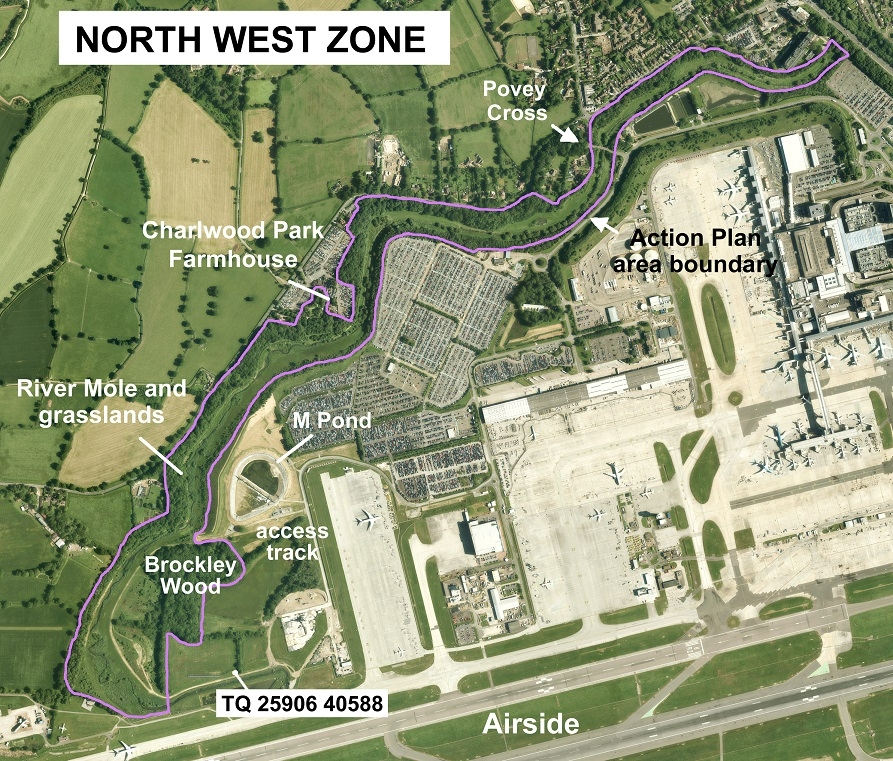 NORTH WEST ZONE
Povey
Cross
Charlwood Park
Farmhouse
Action Plan
area boundary
River Mole and
grasslands
M Pond
access
track
Brockley
Wood
TQ 25906 40588
Airside